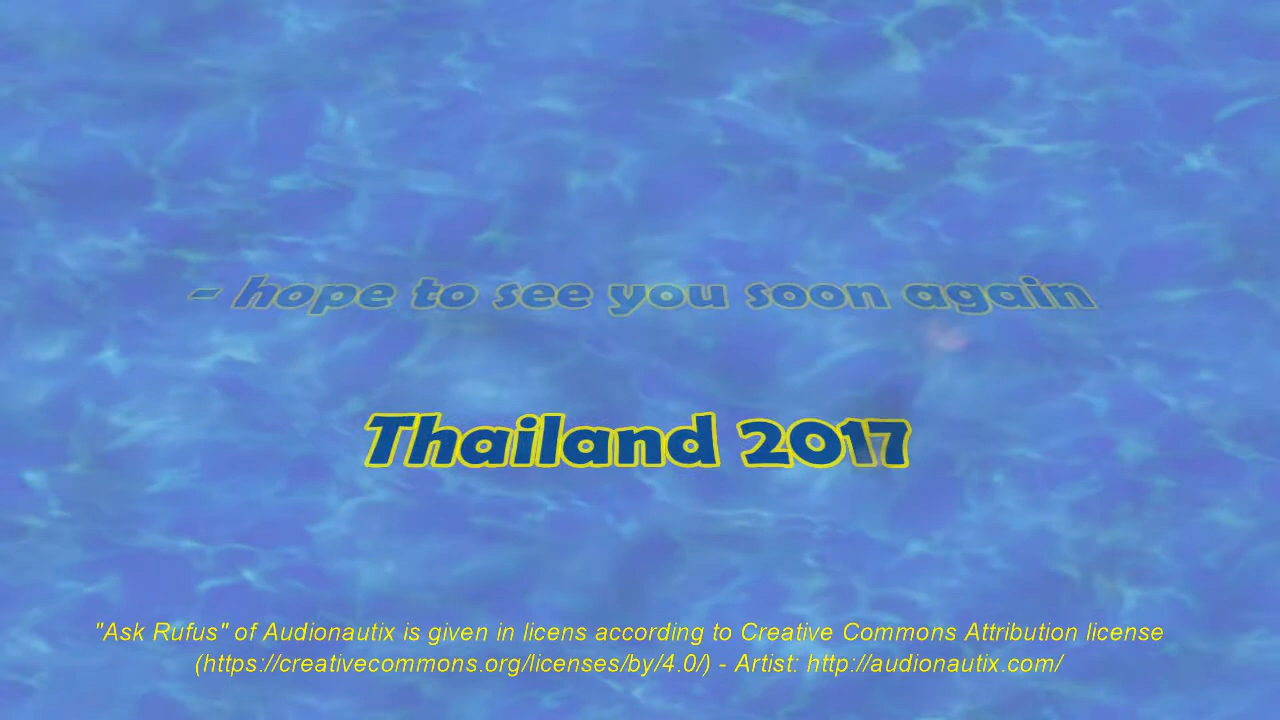 - hope to see you soon again
Thailand 2017
"Ask Rufus" of Audionautix is given in licens according to Creative Commons Attribution license
(https://creativecommons.org/licenses/by/4.0/) - Artist: http://audionautix.com/